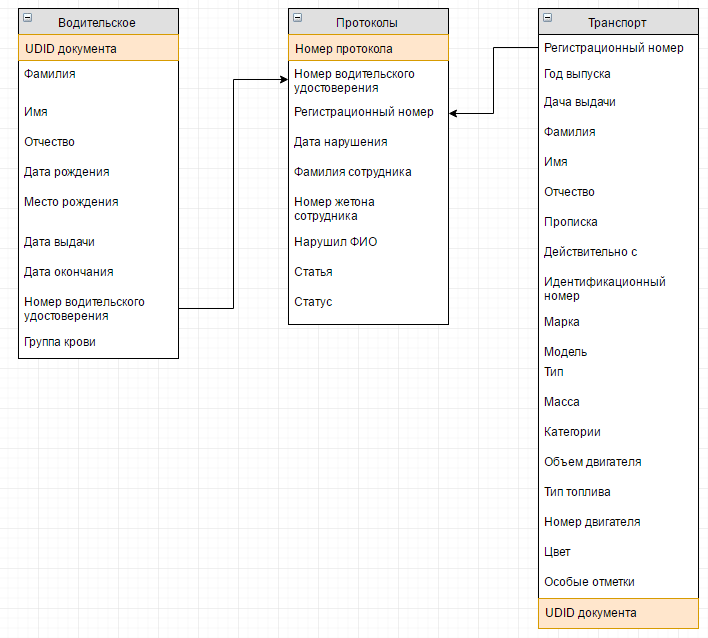 Водительское
UDID документа
Фамилия
Имя
Отчество
Дата рождения
Место рождения
Дата выдачи
Дата окончания
Номер водительского
удостоверения
Группа крови
Протоколы
Номер протокола
Номер водительского
удостоверения
Регистрационный номер
Дата нарушения
Фамилия сотрудника
Номер жетона
сотрудника
Нарушил ФИО
Статья
Статус
Транспорт
Регистрационный номер
Год выпуска
Дача выдачи
Фамилия
Имя
Отчество
Прописка
Действительно с
Идентификационный
номер
Марка
Модель
Тип
Масса
Категории
Объем двигателя
Тип топлива
Номер двигателя
Цвет
Особые отметки
UDID документа